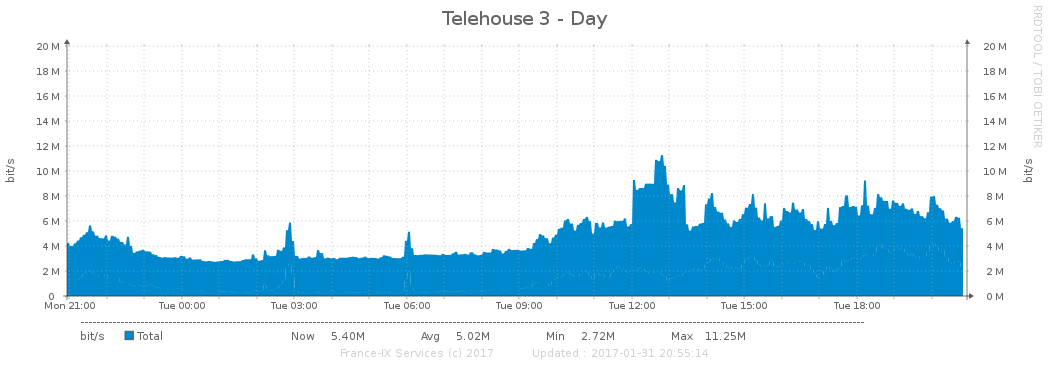 Telehouse 3 - Day
RRDTOOL / TOBI OETIKER
20 M 20 M
18 M 18 M
16 M 16 M
14 M 14 M
12 M 12 M
10 M 10 M
8 M 8 M
6 M 6 M
4 M 4 M
2 M 2 M
0 0 M
bit/s bit/s
Mon 21:00 Tue 00:00 Tue 03:00 Tue 06:00 Tue 09:00 Tue 12:00 Tue 15:00 Tue 18:00
bit/s Total Now 5.40M Avg 5.02M Min 2.72M Max 11.25M
France-IX Services (c) 2017 Updated : 2017-01-31 20:55:14